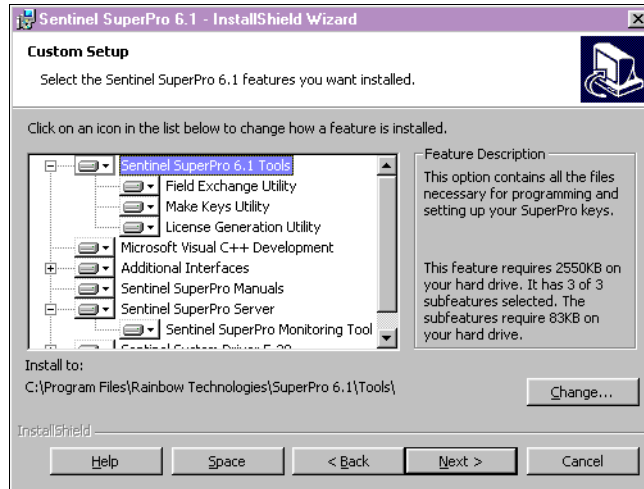 Sentinel SuperPro 6.1 - InstallShield Wizard
Custom Setup
Select the Sentinel SuperPro 6.1 features you want installed.
Click on an icon in the list below to change how a feature is installed.
Sentinel SuperPro 6.1 Tools
Field Exchange Utility
Make Keys Utility
License Generation Utility
Microsoft Visual C++ Development
Additional Interfaces
Sentinel SuperPro Manuals
Sentinel SuperPro Server
Sentinel SuperPro Monitoring Tool
Sentinel System Driver
Feature Description
This option contains all the files
necessary for programming and
setting up your SuperPro keys.
This feature requires 2550KB on
your hard drive. It has 3 of 3
subfeatures selected. The
subfeatures require 83KB on
your hard drive.
Install to:
C:\Program Files\Rainbow Technologies\SuperPro 6.1\Tools\
Change...
InstallShield
Help Space < Back Next > Cancel